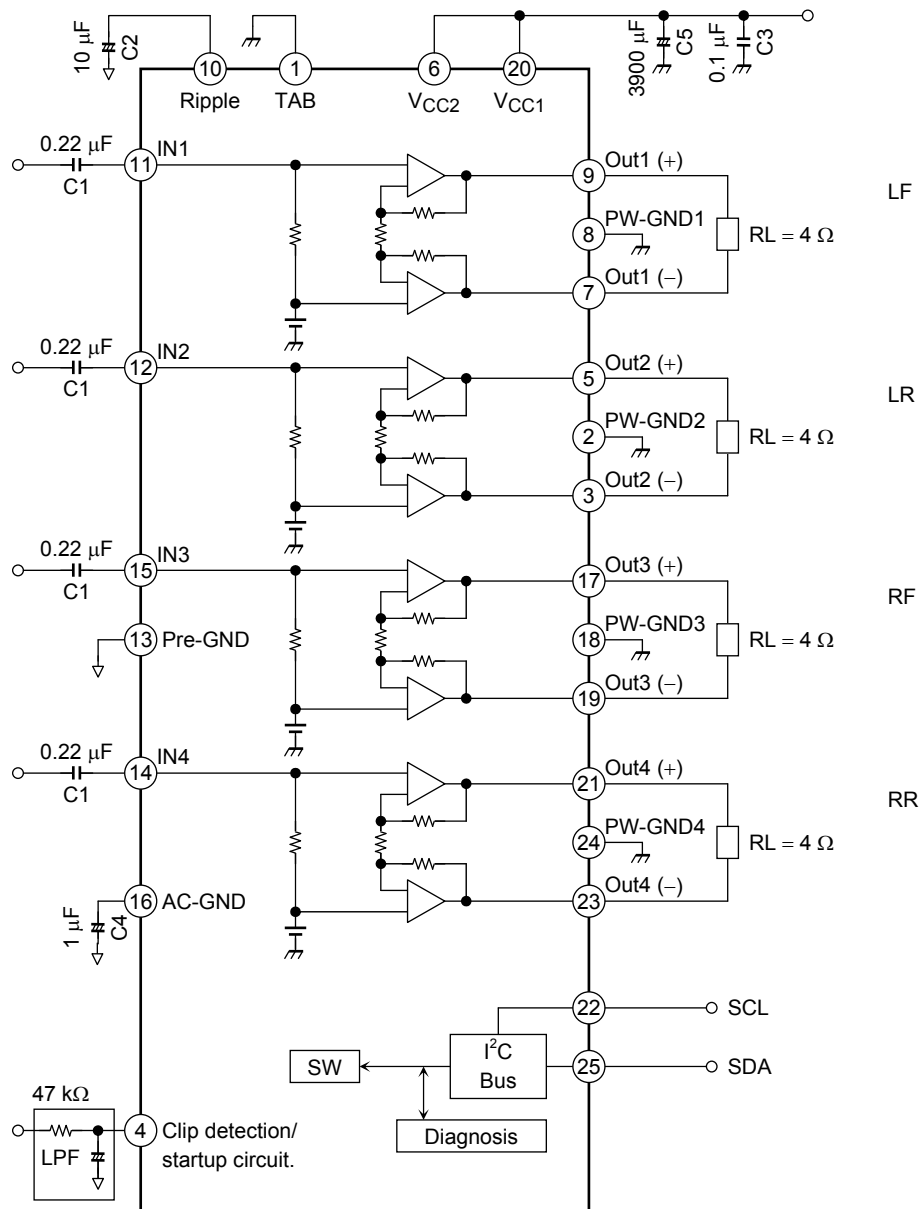 10 μF
C2
3900 μF
C5
0.1 μF
C3
10
1
6
20
Ripple
TAB
VCC2
VCC1
0.22 μF
C1
11
IN1
9
Out1 (+)
8
PW-GND1
7
Out1 (−)
RL = 4 Ω
LF
0.22 μF
C1
12
IN2
5
Out2 (+)
2
PW-GND2
3
Out2 (−)
RL = 4 Ω
LR
0.22 μF
C1
15
IN3
13
Pre-GND
17
Out3 (+)
18
PW-GND3
19
Out3 (−)
RL = 4 Ω
RF
0.22 μF
C1
14
IN4
16
AC-GND
1 μF
C4
21
Out4 (+)
24
PW-GND4
23
Out4 (−)
RL = 4 Ω
RR
22
SCL
I²C
Bus
25
SDA
SW
Diagnosis
47 kΩ
LPF
4
Clip detection/
startup circuit.